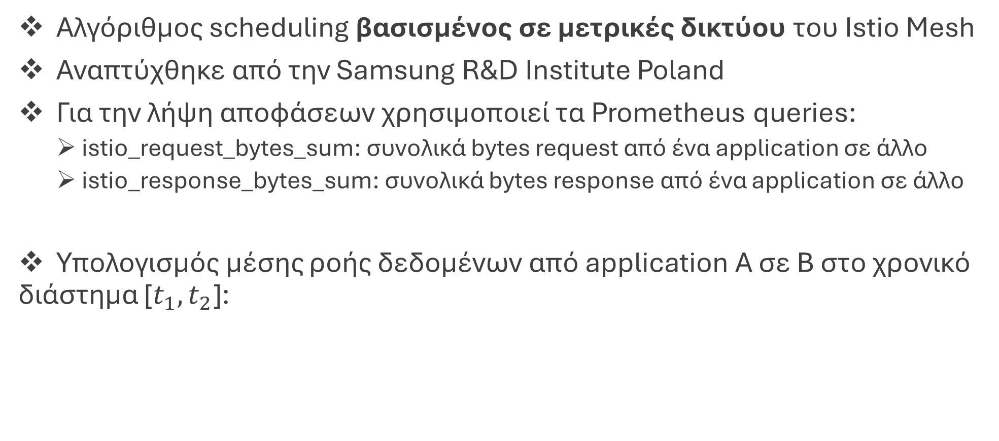 ❖ Αλγόριθμος scheduling βασισμένος σε μετρικές δικτύου του Istio Mesh
❖ Αναπτύχθηκε από την Samsung R&D Institute Poland
❖ Για την λήψη αποφάσεων χρησιμοποιεί τα Prometheus queries:
➢ istio_request_bytes_sum: συνολικά bytes request από ένα application σε άλλο
➢ istio_response_bytes_sum: συνολικά bytes response από ένα application σε άλλο
❖ Υπολογισμός μέσης ροής δεδομένων από application A σε B στο χρονικό
διάστημα [𝑡₁, 𝑡₂]: